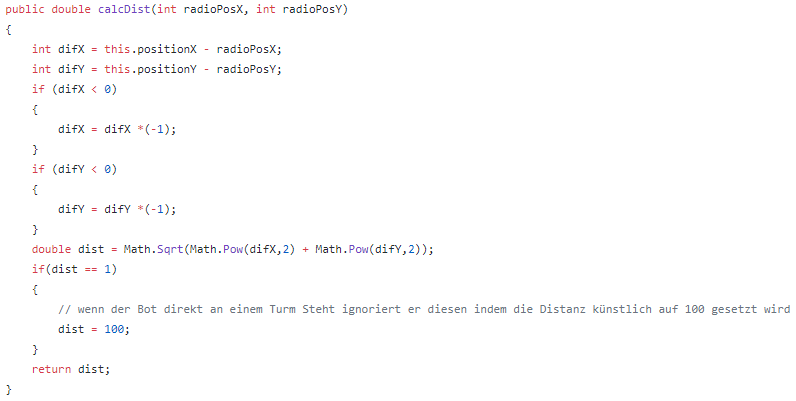 public double calcDist(int radioPosX, int radioPosY)
{
    int difX = this.positionX - radioPosX;
    int difY = this.positionY - radioPosY;
    if (difX < 0)
    {
        difX = difX *(-1);
    }
    if (difY < 0)
    {
        difY = difY *(-1);
    }
    double dist = Math.Sqrt(Math.Pow(difX,2) + Math.Pow(difY,2));
    if(dist == 1)
    {
        // wenn der Bot direkt an einem Turm Steht ignoriert er diesen indem die Distanz künstlich auf 100 gesetzt wird
        dist = 100;
    }
    return dist;
}